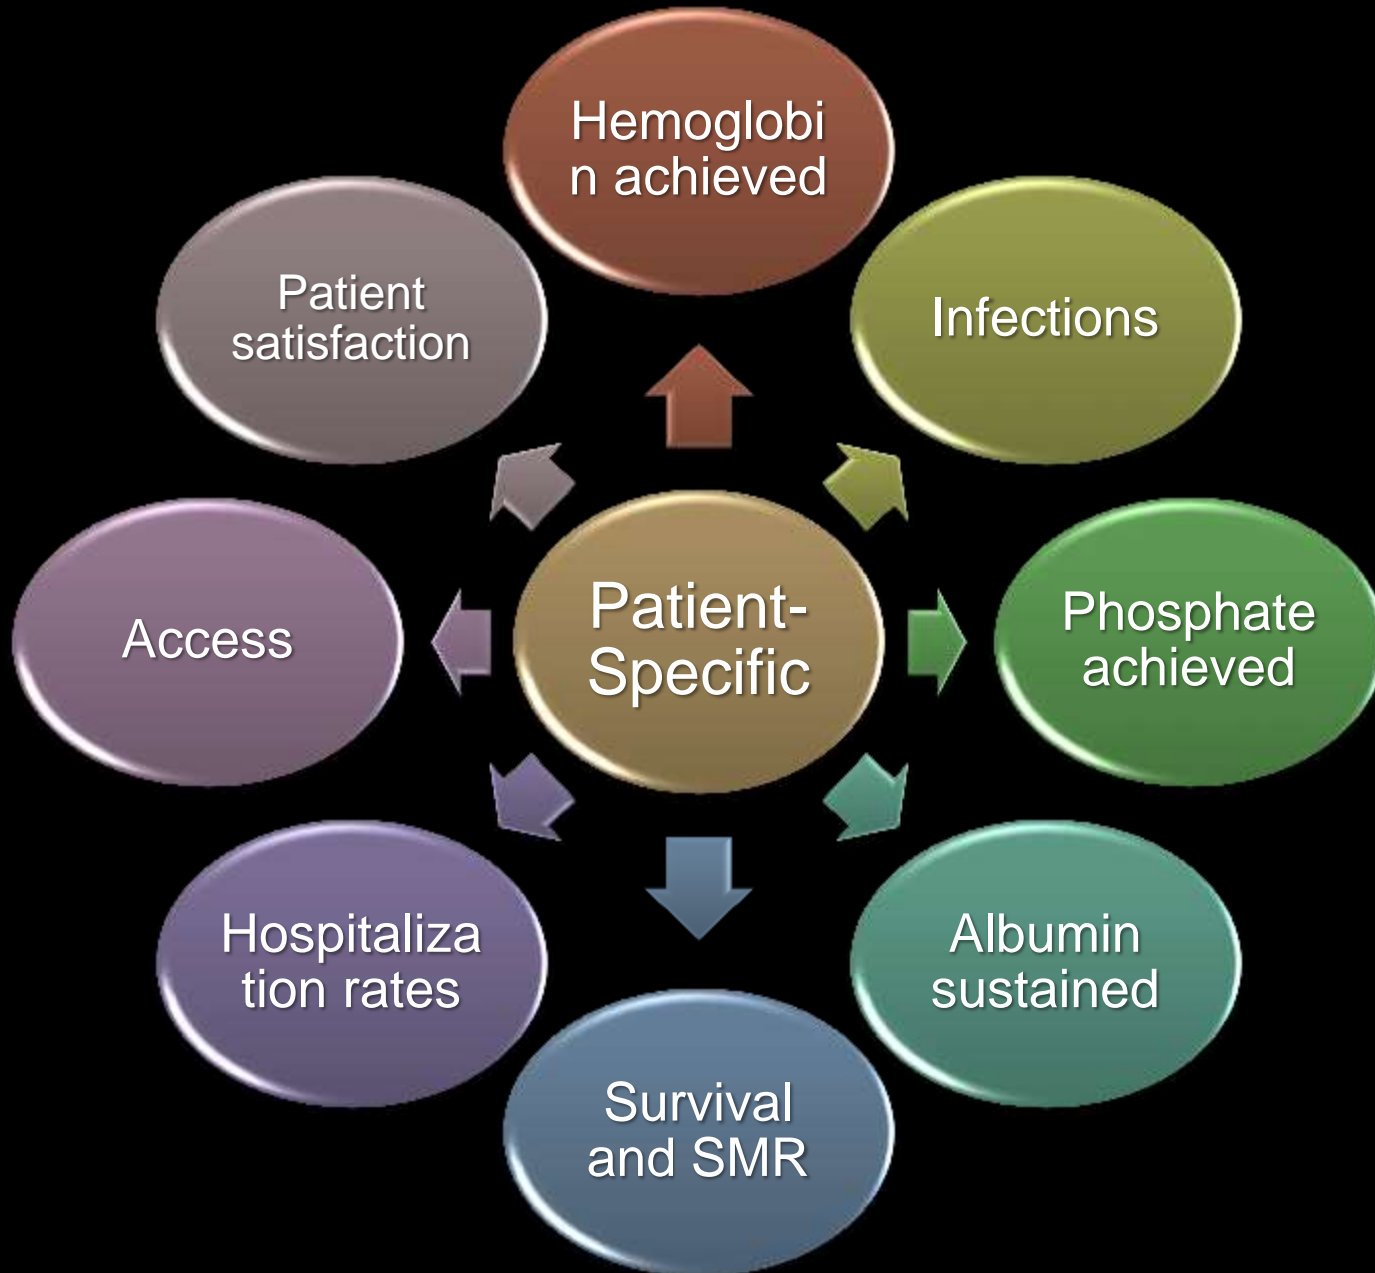 Hemoglobi
n achieved
Infections
Phosphate
achieved
Albumin
sustained
Survival
and SMR
Hospitaliza
tion rates
Access
Patient
satisfaction
Patient-
Specific